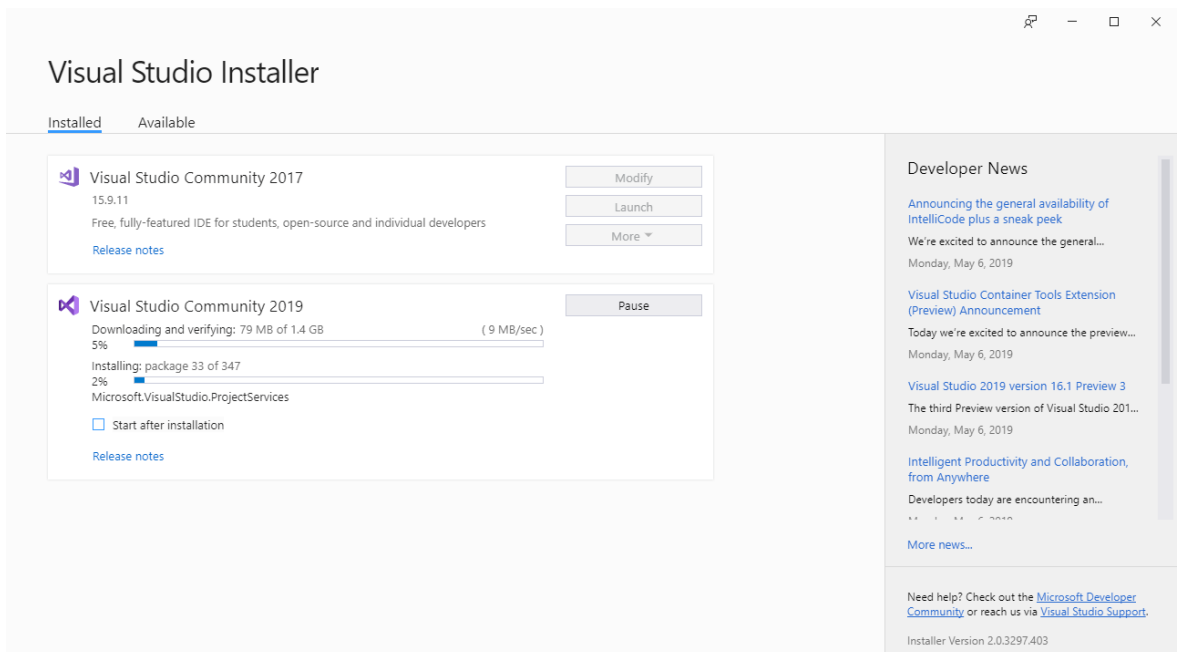 Visual Studio Installer
Installed Available
Visual Studio Community 2017
15.9.11
Free, fully-featured IDE for students, open-source and individual developers
Release notes
Modify
Launch
More
Visual Studio Community 2019
Downloading and verifying: 79 MB of 1.4 GB ( 9 MB/sec )
5%
Installing: package 33 of 347
2%
Microsoft.VisualStudio.ProjectServices
Start after installation
Release notes
Pause
Developer News
Announcing the general availability of
IntelliCode plus a sneak peek
We're excited to announce the general...
Monday, May 6, 2019
Visual Studio Container Tools Extension
(Preview) Announcement
Today we're excited to announce the preview...
Monday, May 6, 2019
Visual Studio 2019 version 16.1 Preview 3
The third Preview version of Visual Studio 201...
Monday, May 6, 2019
Intelligent Productivity and Collaboration,
from Anywhere
Developers today are encountering an...
Monday, May 6, 2019
More news...
Need help? Check out the Microsoft Developer
Community or reach us via Visual Studio Support.
Installer Version 2.0.3297.403